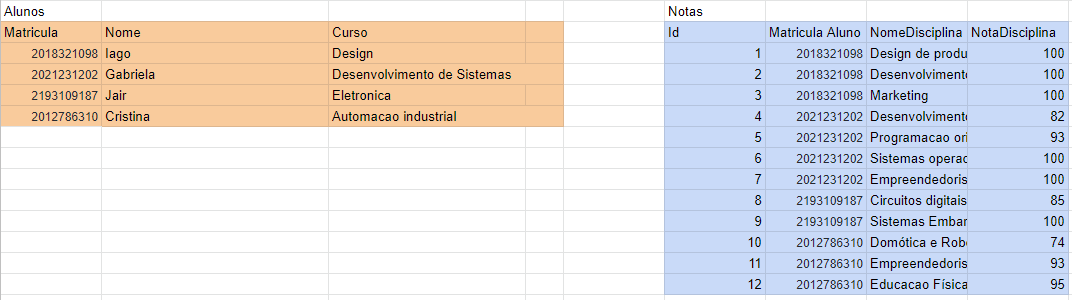 Alunos
Matricula Nome Curso
2018321098 Iago Design
2021231202 Gabriela Desenvolvimento de Sistemas
2193109187 Jair Eletronica
2012786310 Cristina Automacao industrial
Notas
Id Matricula Aluno NomeDisciplina NotaDisciplina
1 2018321098 Design de produ 100
2 2018321098 Desenvolvimento 100
3 2018321098 Marketing 100
4 2021231202 Desenvolvimento 82
5 2021231202 Programacao ori 93
6 2021231202 Sistemas operac 100
7 2021231202 Empreendedoris 100
8 2193109187 Circuitos digitais 85
9 2193109187 Sistemas Embar 100
10 2012786310 Domótica e Robo 74
11 2012786310 Empreendedoris 93
12 2012786310 Educacao Física 95